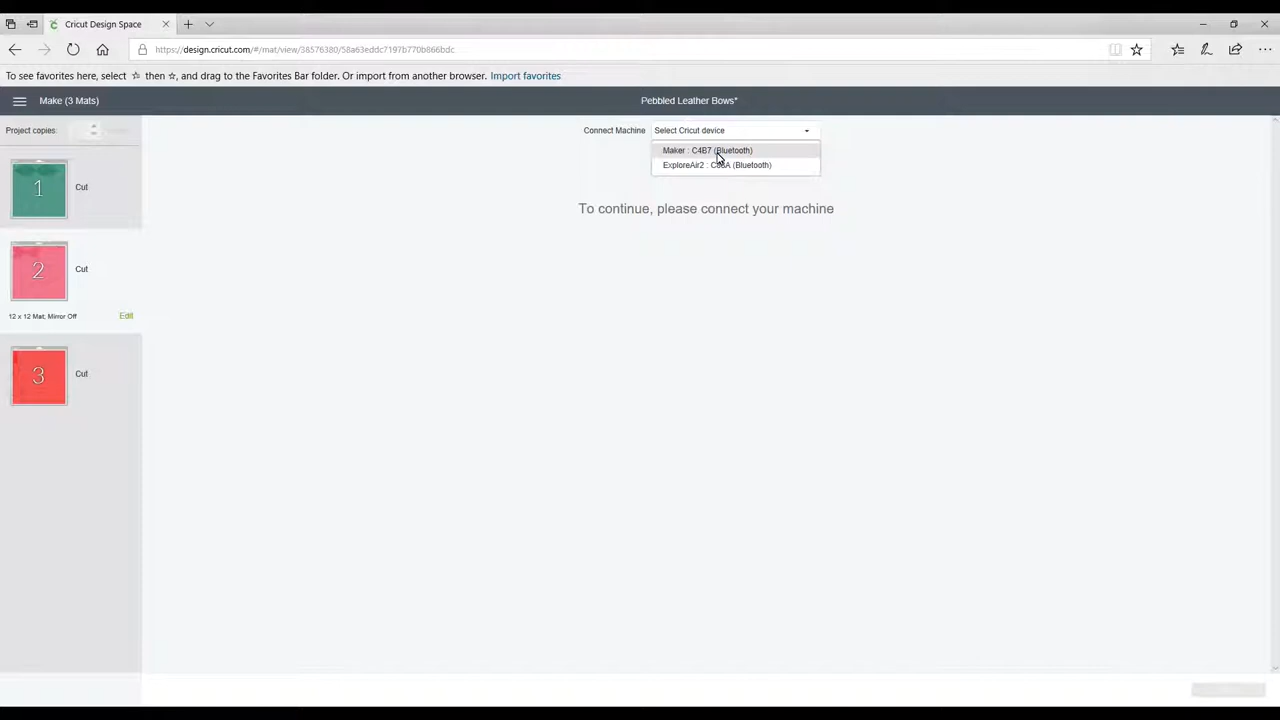 Cricut Design Space
https://design.cricut.com/#/mat/view/38576380/58a63eddc7197b770b866bdc
To see favorites here, select ☆ then ☆, and drag to the Favorites Bar folder. Or import from another browser. Import favorites
Make (3 Mats)
Pebbled Leather Bows*
Project copies:
Connect Machine
Select Cricut device
Maker : C4B7 (Bluetooth)
ExploreAir2 : (Bluetooth)
To continue, please connect your machine
1
Cut
2
Cut
12 x 12 Mat, Mirror Off
Edit
3
Cut